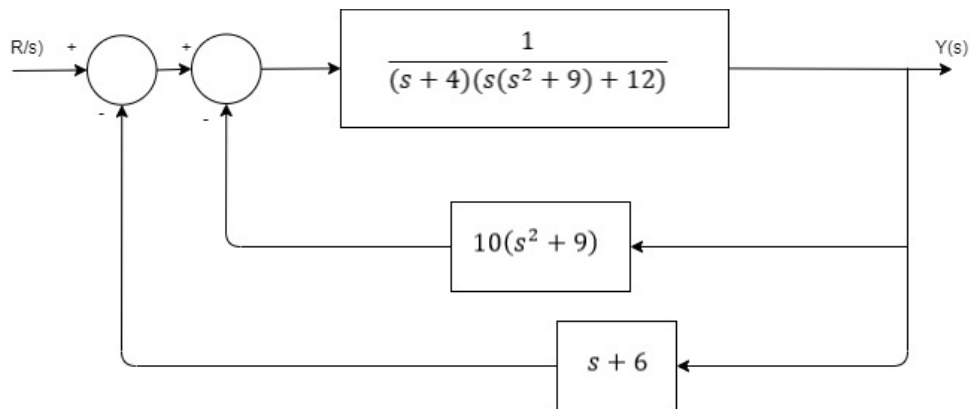 R/s) + + 1 Y(s)
(s + 4)(s(s² + 9) + 12)
- -
10(s² + 9)
s + 6